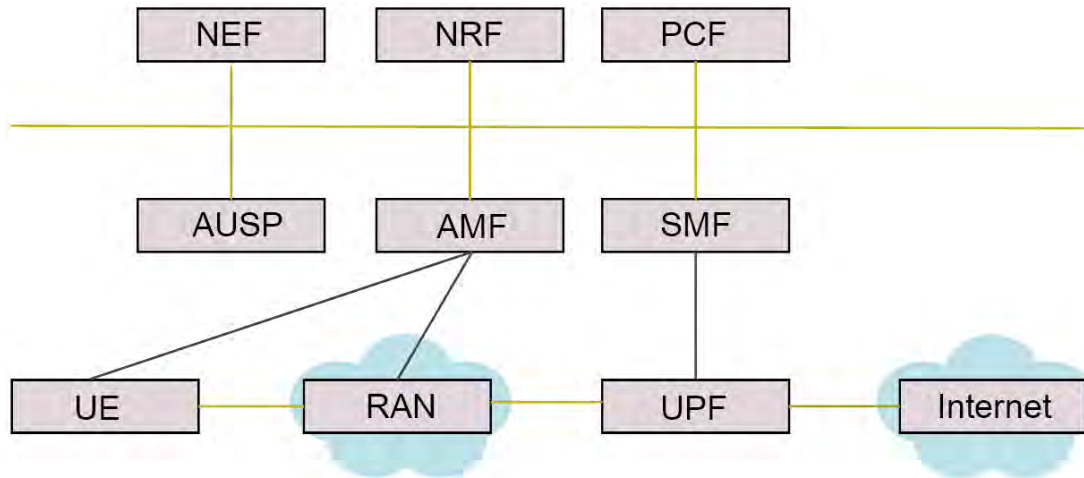 NEF
NRF
PCF
AUSP
AMF
SMF
UE
RAN
UPF
Internet